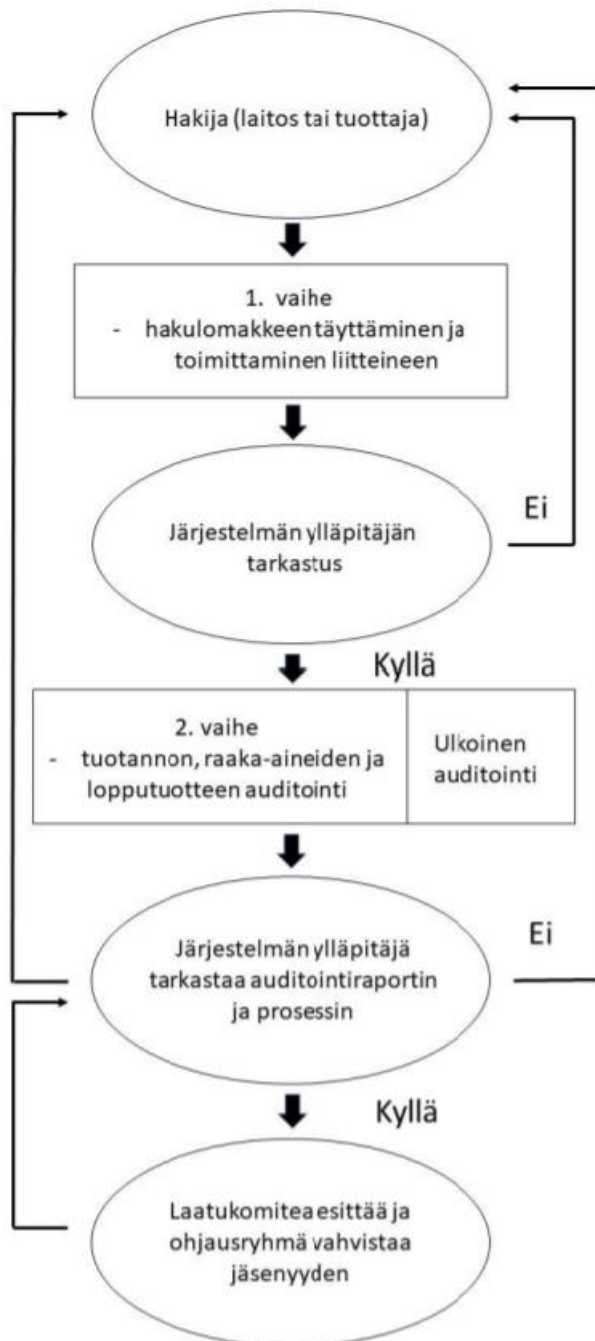 Hakija (laitos tai tuottaja)
1. vaihe
- hakulomakkeen täyttäminen ja
toimittaminen liitteineen
Järjestelmän ylläpitäjän
tarkastus
Ei
Kyllä
2. vaihe
- tuotannon, raaka-aineiden ja
lopputuotteen auditointi
Ulkoinen
auditointi
Järjestelmän ylläpitäjä
tarkastaa auditointiraportin
ja prosessin
Ei
Kyllä
Laatukomitea esittää ja
ohjausryhmä vahvistaa
jäsenyyden